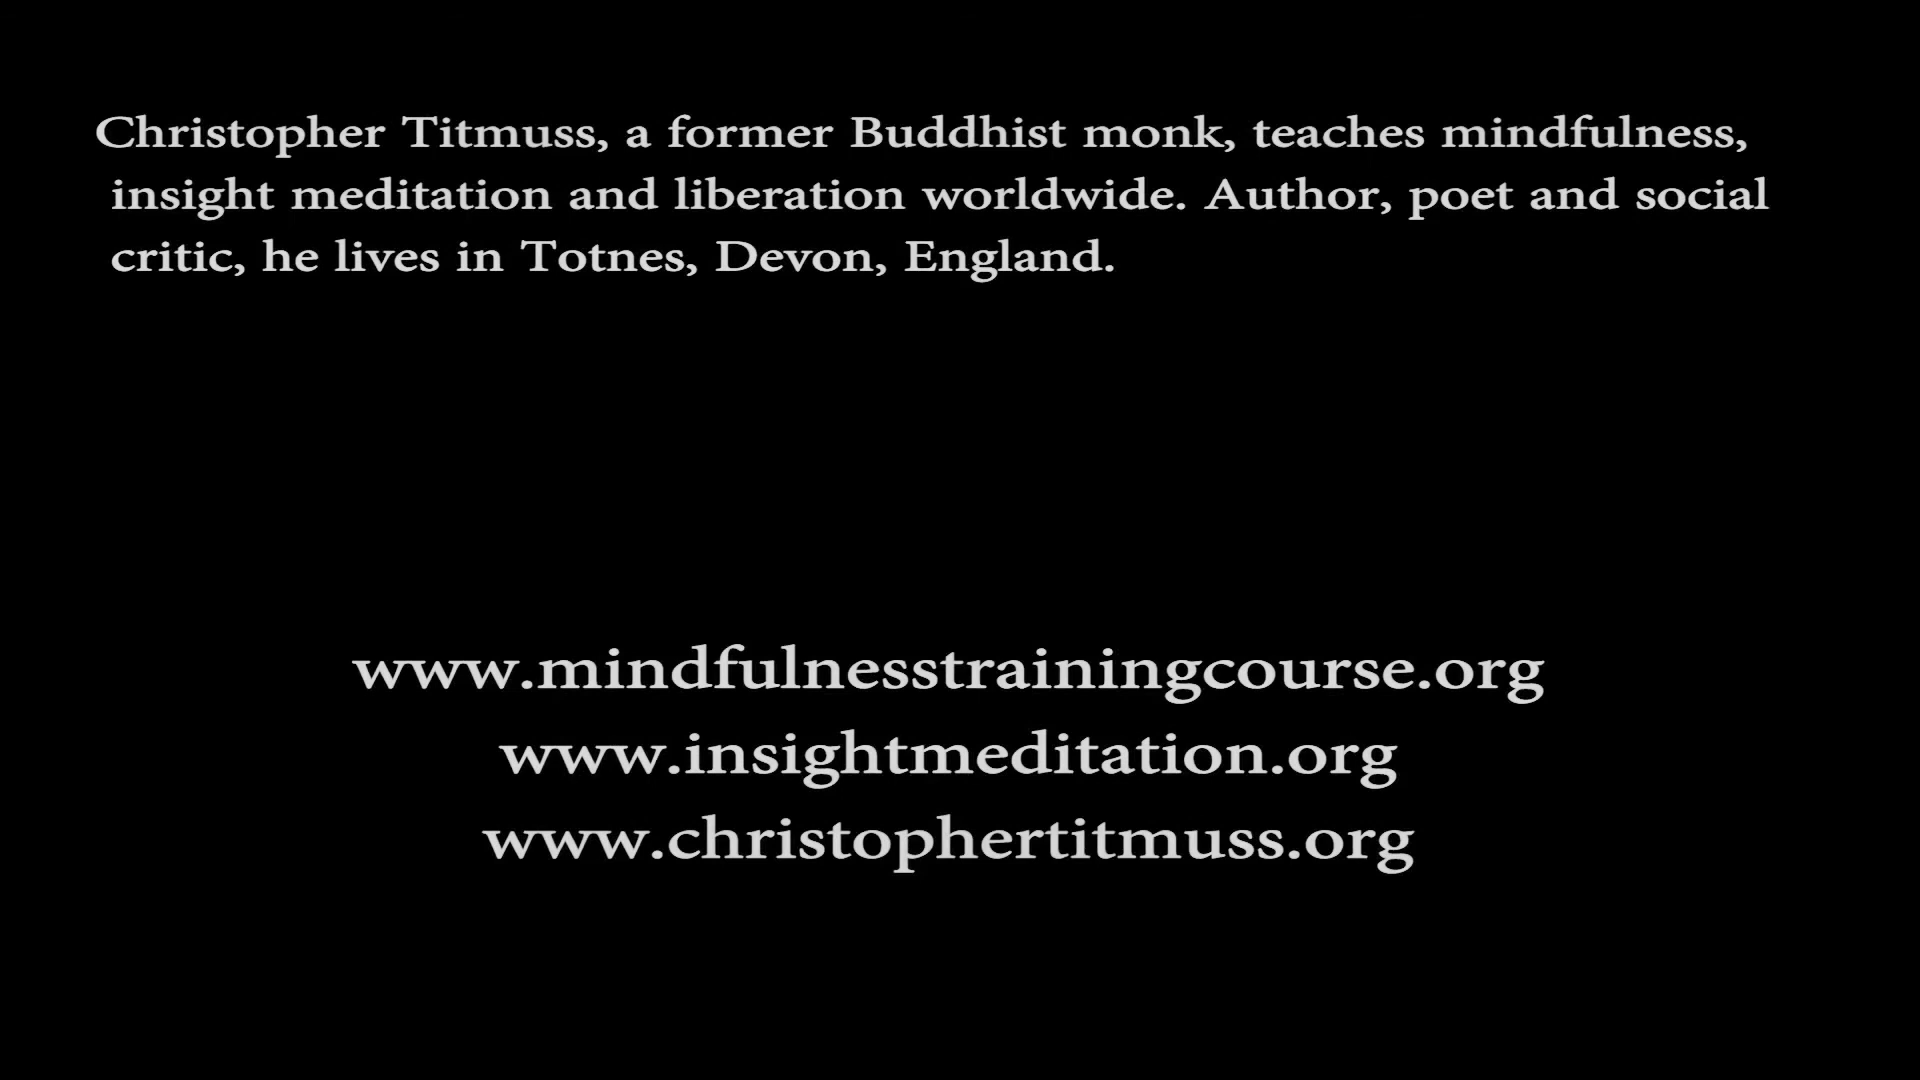 Christopher Titmuss, a former Buddhist monk, teaches mindfulness,
insight meditation and liberation worldwide. Author, poet and social
critic, he lives in Totnes, Devon, England.
www.mindfulnesstrainingcourse.org
www.insightmeditation.org
www.christophertitmuss.org